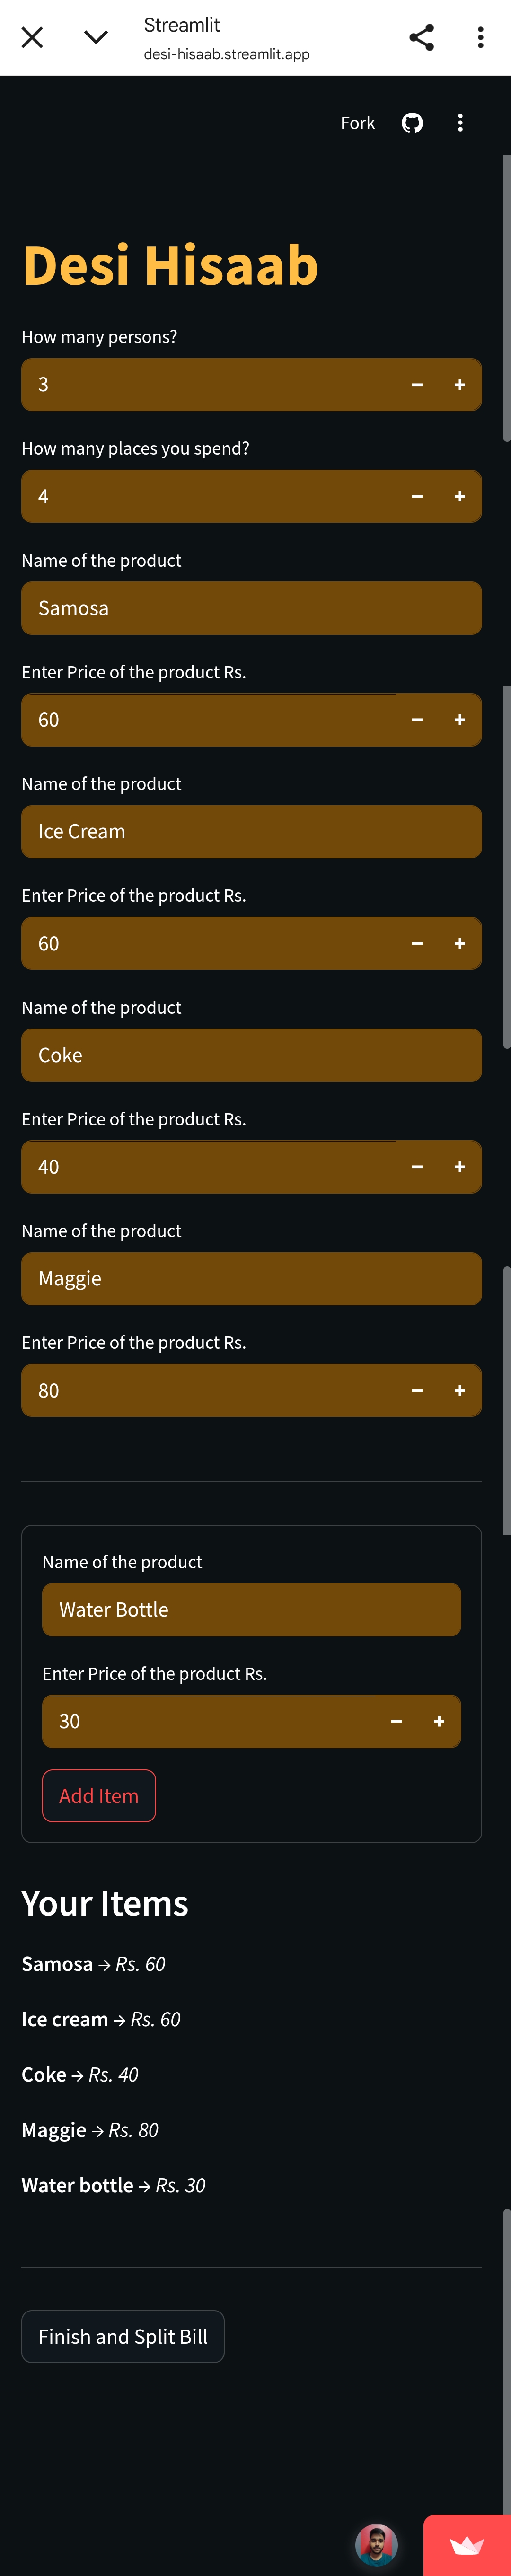 Streamlit
desi-hisaab.streamlit.app
Fork
Desi Hisaab
How many persons?
3
How many places you spend?
4
Name of the product
Samosa
Enter Price of the product Rs.
60
Name of the product
Ice Cream
Enter Price of the product Rs.
60
Name of the product
Coke
Enter Price of the product Rs.
40
Name of the product
Maggie
Enter Price of the product Rs.
80
Name of the product
Water Bottle
Enter Price of the product Rs.
30
Add Item
Your Items
Samosa → Rs. 60
Ice cream → Rs. 60
Coke → Rs. 40
Maggie → Rs. 80
Water bottle → Rs. 30
Finish and Split Bill